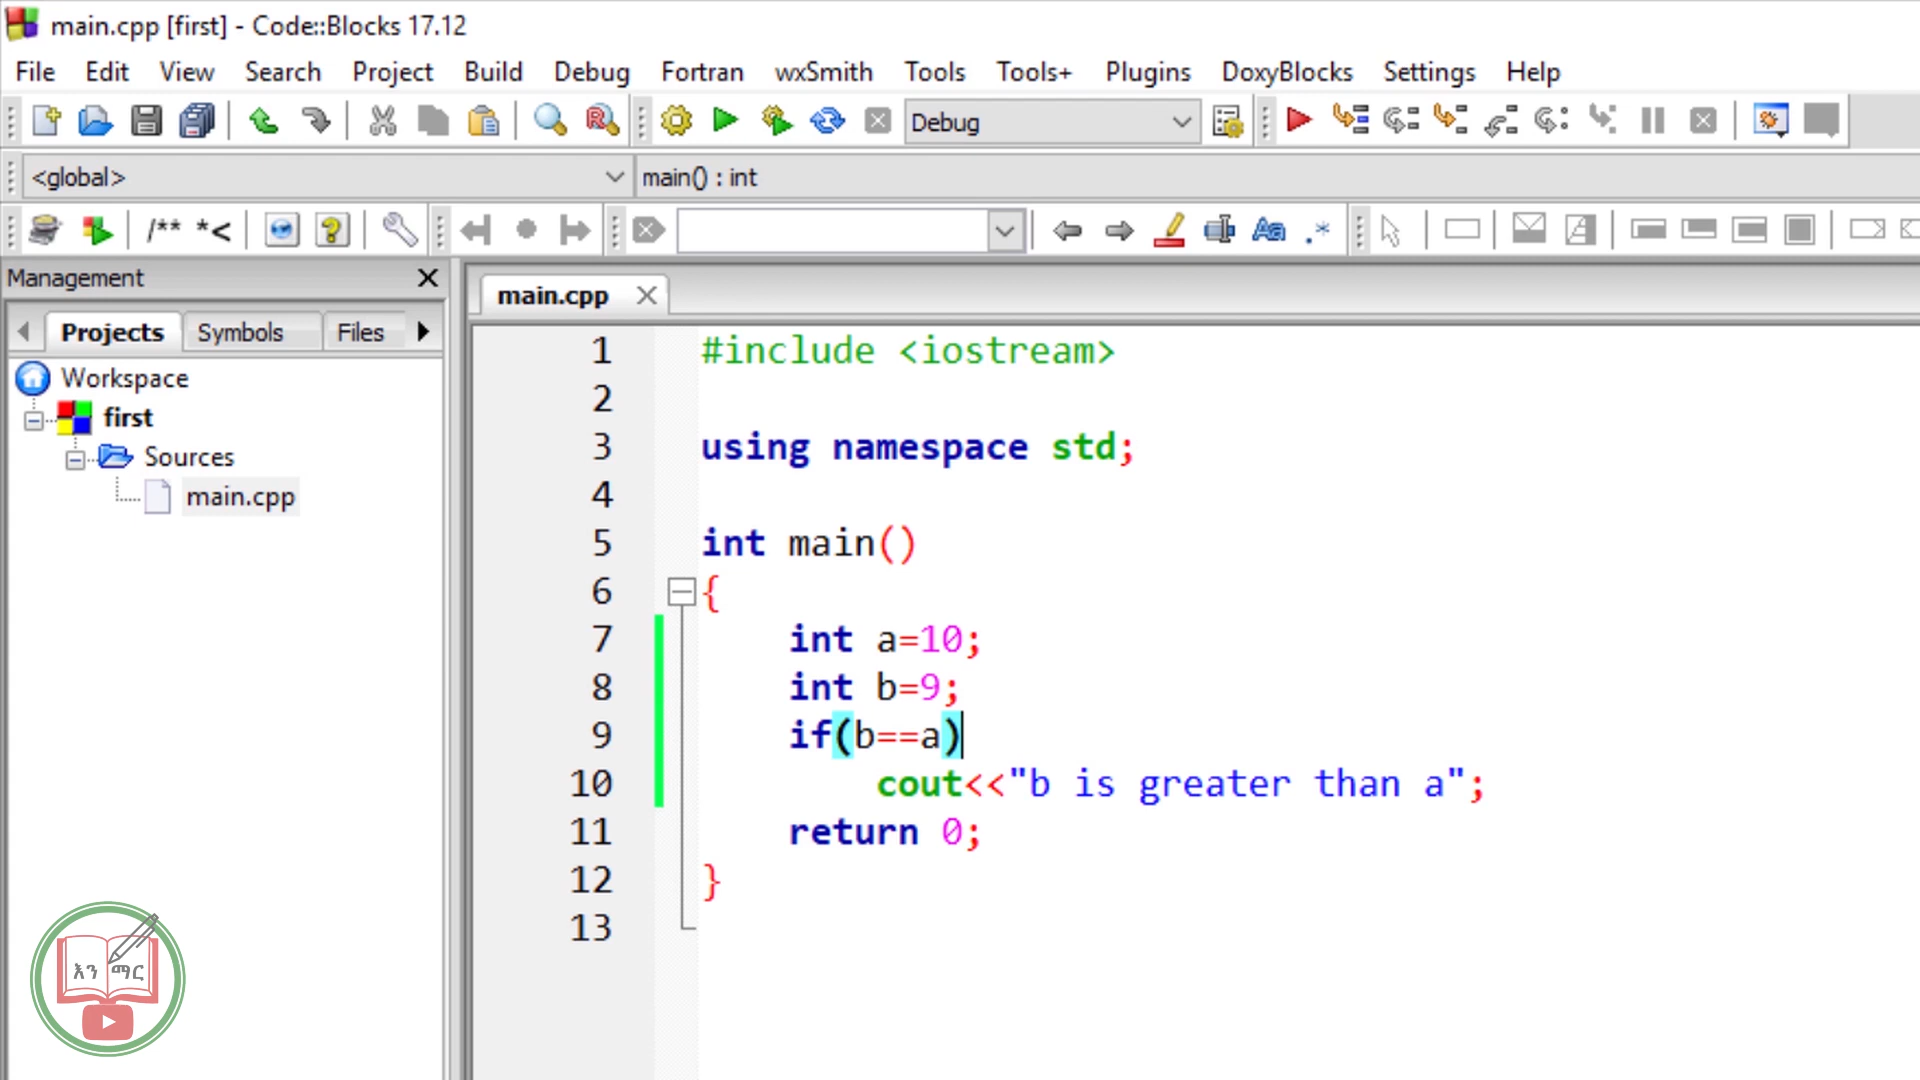 main.cpp [first] - Code::Blocks 17.12
File Edit View Search Project Build Debug Fortran wxSmith Tools Tools+ Plugins DoxyBlocks Settings Help
Debug
<global> main() : int
/** *<
Management
Projects Symbols Files
main.cpp
Workspace
first
Sources
main.cpp
1 #include <iostream>
2
3 using namespace std;
4
5 int main()
6 {
7 int a=10;
8 int b=9;
9 if(b==a)
10 cout<<"b is greater than a";
11 return 0;
12 }
13
እን ማር